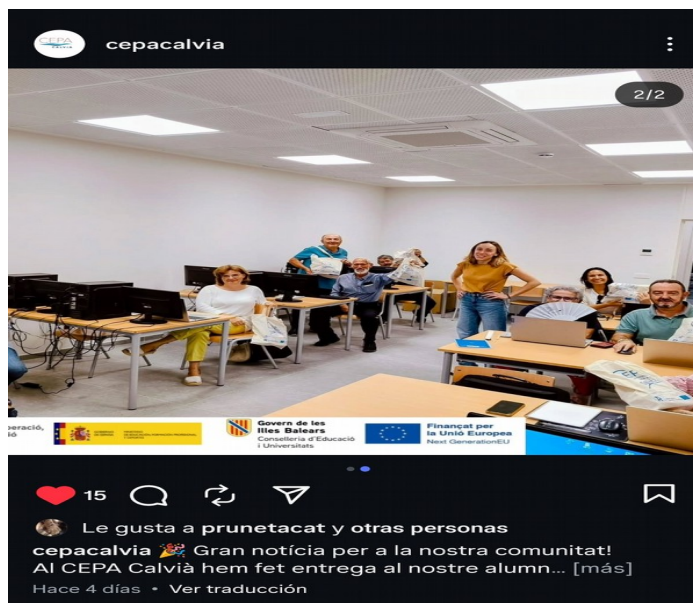 CEPA
cepacalvia
2/2
Govern de les
Illes Balears
Conselleria d'Educació
i Universitats
Finançat per
la Unió Europea
Next GenerationEU
15
Le gusta a prunetacat y otras personas
cepacalvia 🎉 Gran notícia per a la nostra comunitat!
Al CEPA Calvià hem fet entrega al nostre alumn... [más]
Hace 4 días • Ver traducción